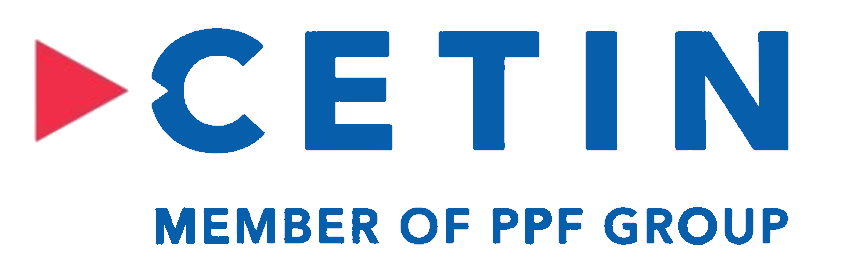 CETIN
MEMBER OF PPF GROUP